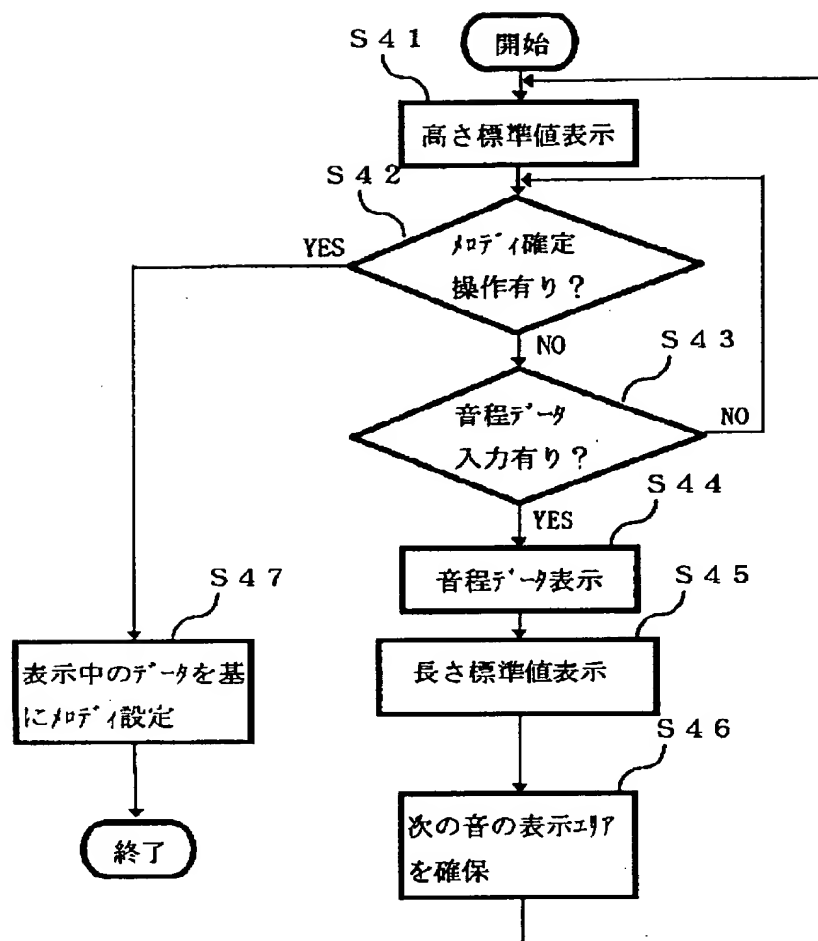 開始
S41
高さ標準値表示
S42
ﾒﾛﾃﾞｨ確定
操作有り？
YES
NO
S43
音程ﾃﾞｰﾀ
入力有り？
NO
YES
S44
音程ﾃﾞｰﾀ表示
S45
長さ標準値表示
S46
次の音の表示ｴﾘｱ
を確保
S47
表示中のﾃﾞｰﾀを基
にﾒﾛﾃﾞｨ設定
終了